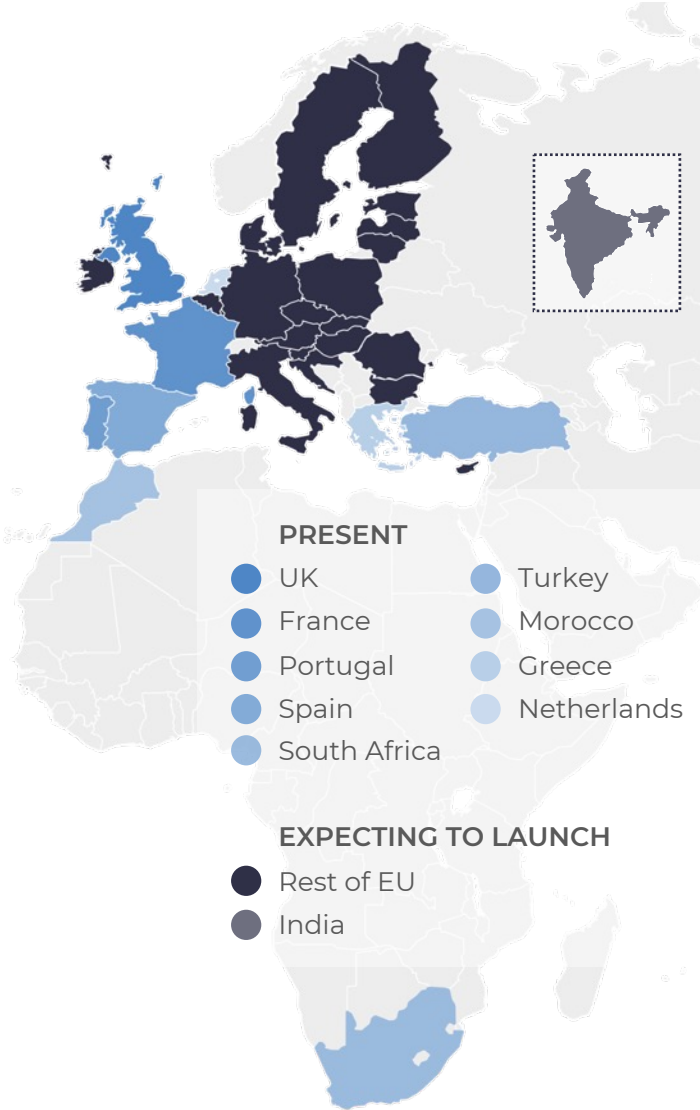 PRESENT
UK
France
Portugal
Spain
South Africa
Turkey
Morocco
Greece
Netherlands
EXPECTING TO LAUNCH
Rest of EU
India